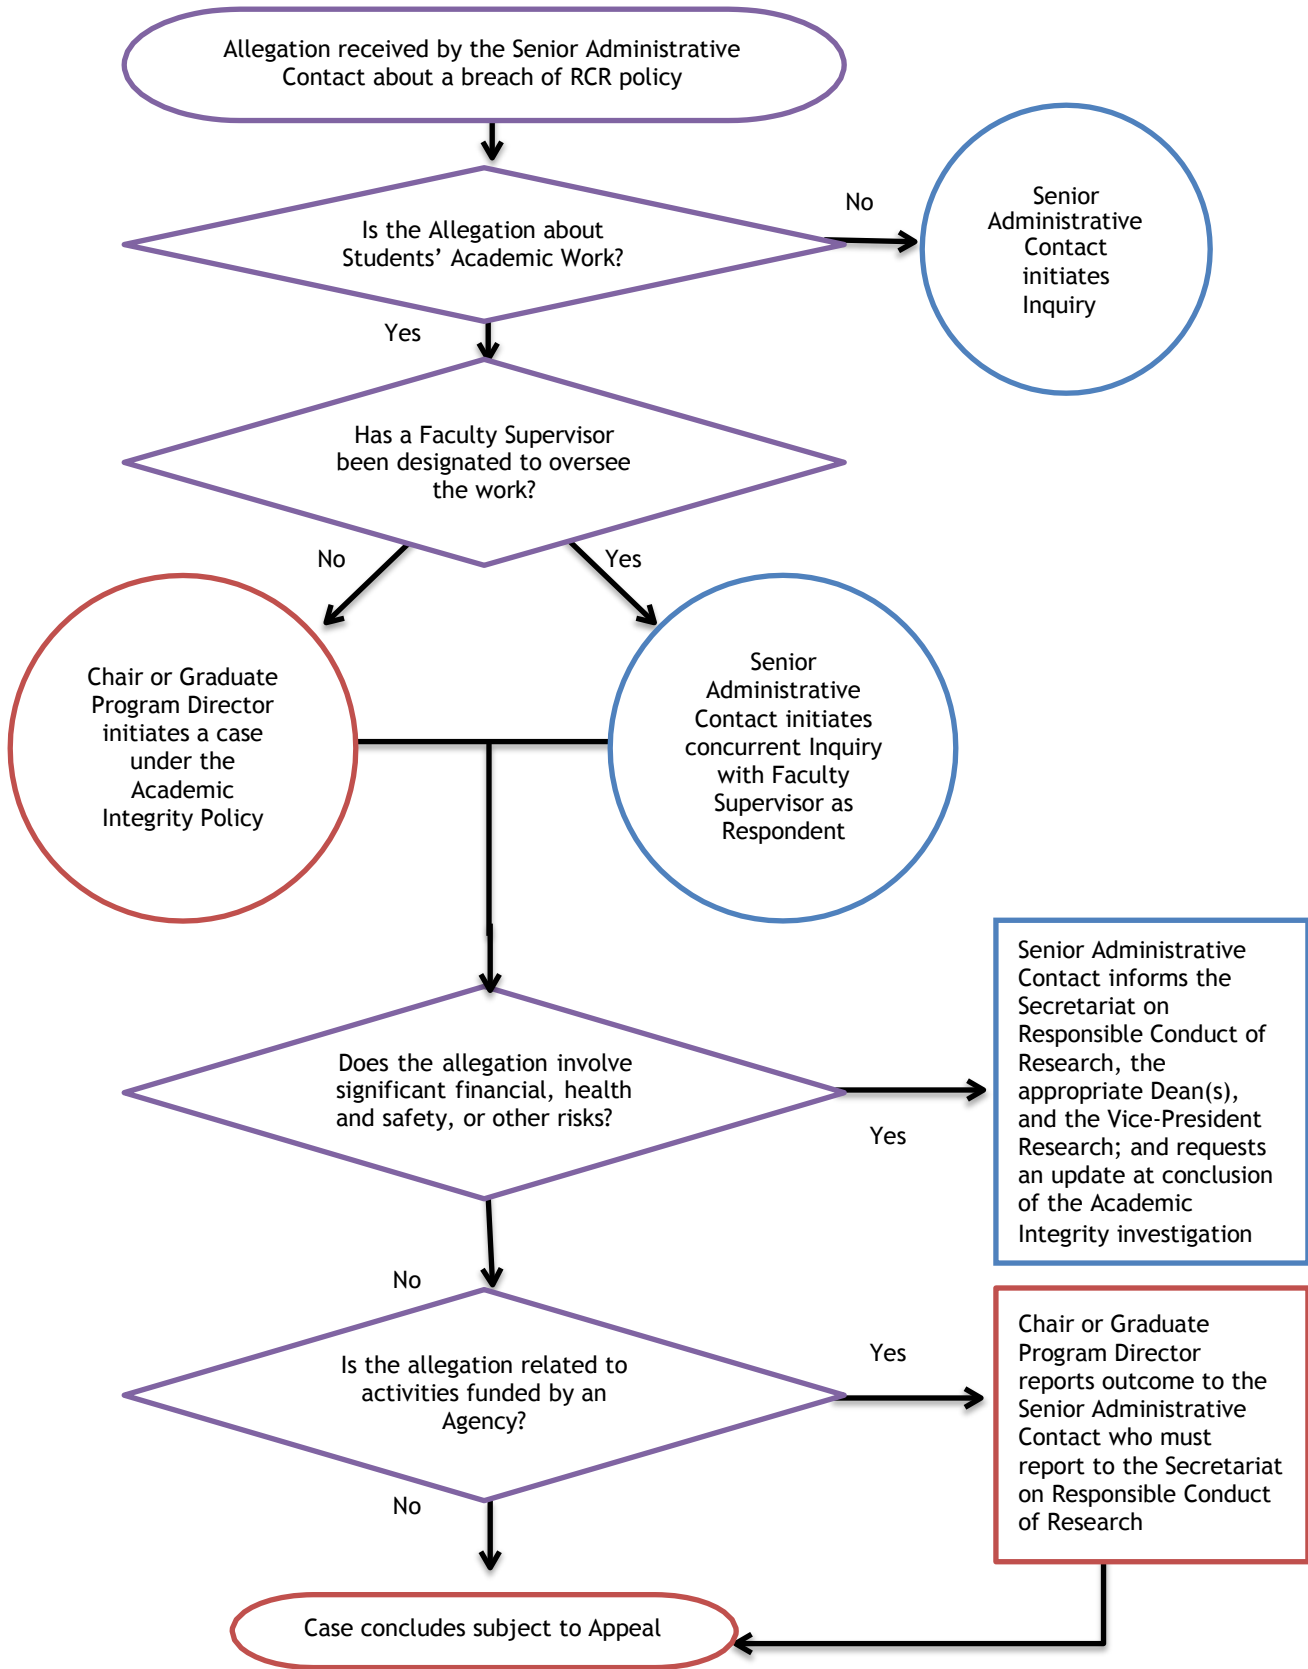 Allegation received by the Senior Administrative
Contact about a breach of RCR policy
No
Senior
Administrative
Contact
initiates
Inquiry
Is the Allegation about
Students’ Academic Work?
Yes
Has a Faculty Supervisor
been designated to oversee
the work?
No
Yes
Chair or Graduate
Program Director
initiates a case
under the
Academic
Integrity Policy
Senior
Administrative
Contact initiates
concurrent Inquiry
with Faculty
Supervisor as
Respondent
Does the allegation involve
significant financial, health
and safety, or other risks?
Yes
Senior Administrative
Contact informs the
Secretariat on
Responsible Conduct of
Research, the
appropriate Dean(s),
and the Vice-President
Research; and requests
an update at conclusion
of the Academic
Integrity investigation
No
Is the allegation related to
activities funded by an
Agency?
Yes
Chair or Graduate
Program Director
reports outcome to the
Senior Administrative
Contact who must
report to the Secretariat
on Responsible Conduct
of Research
No
Case concludes subject to Appeal